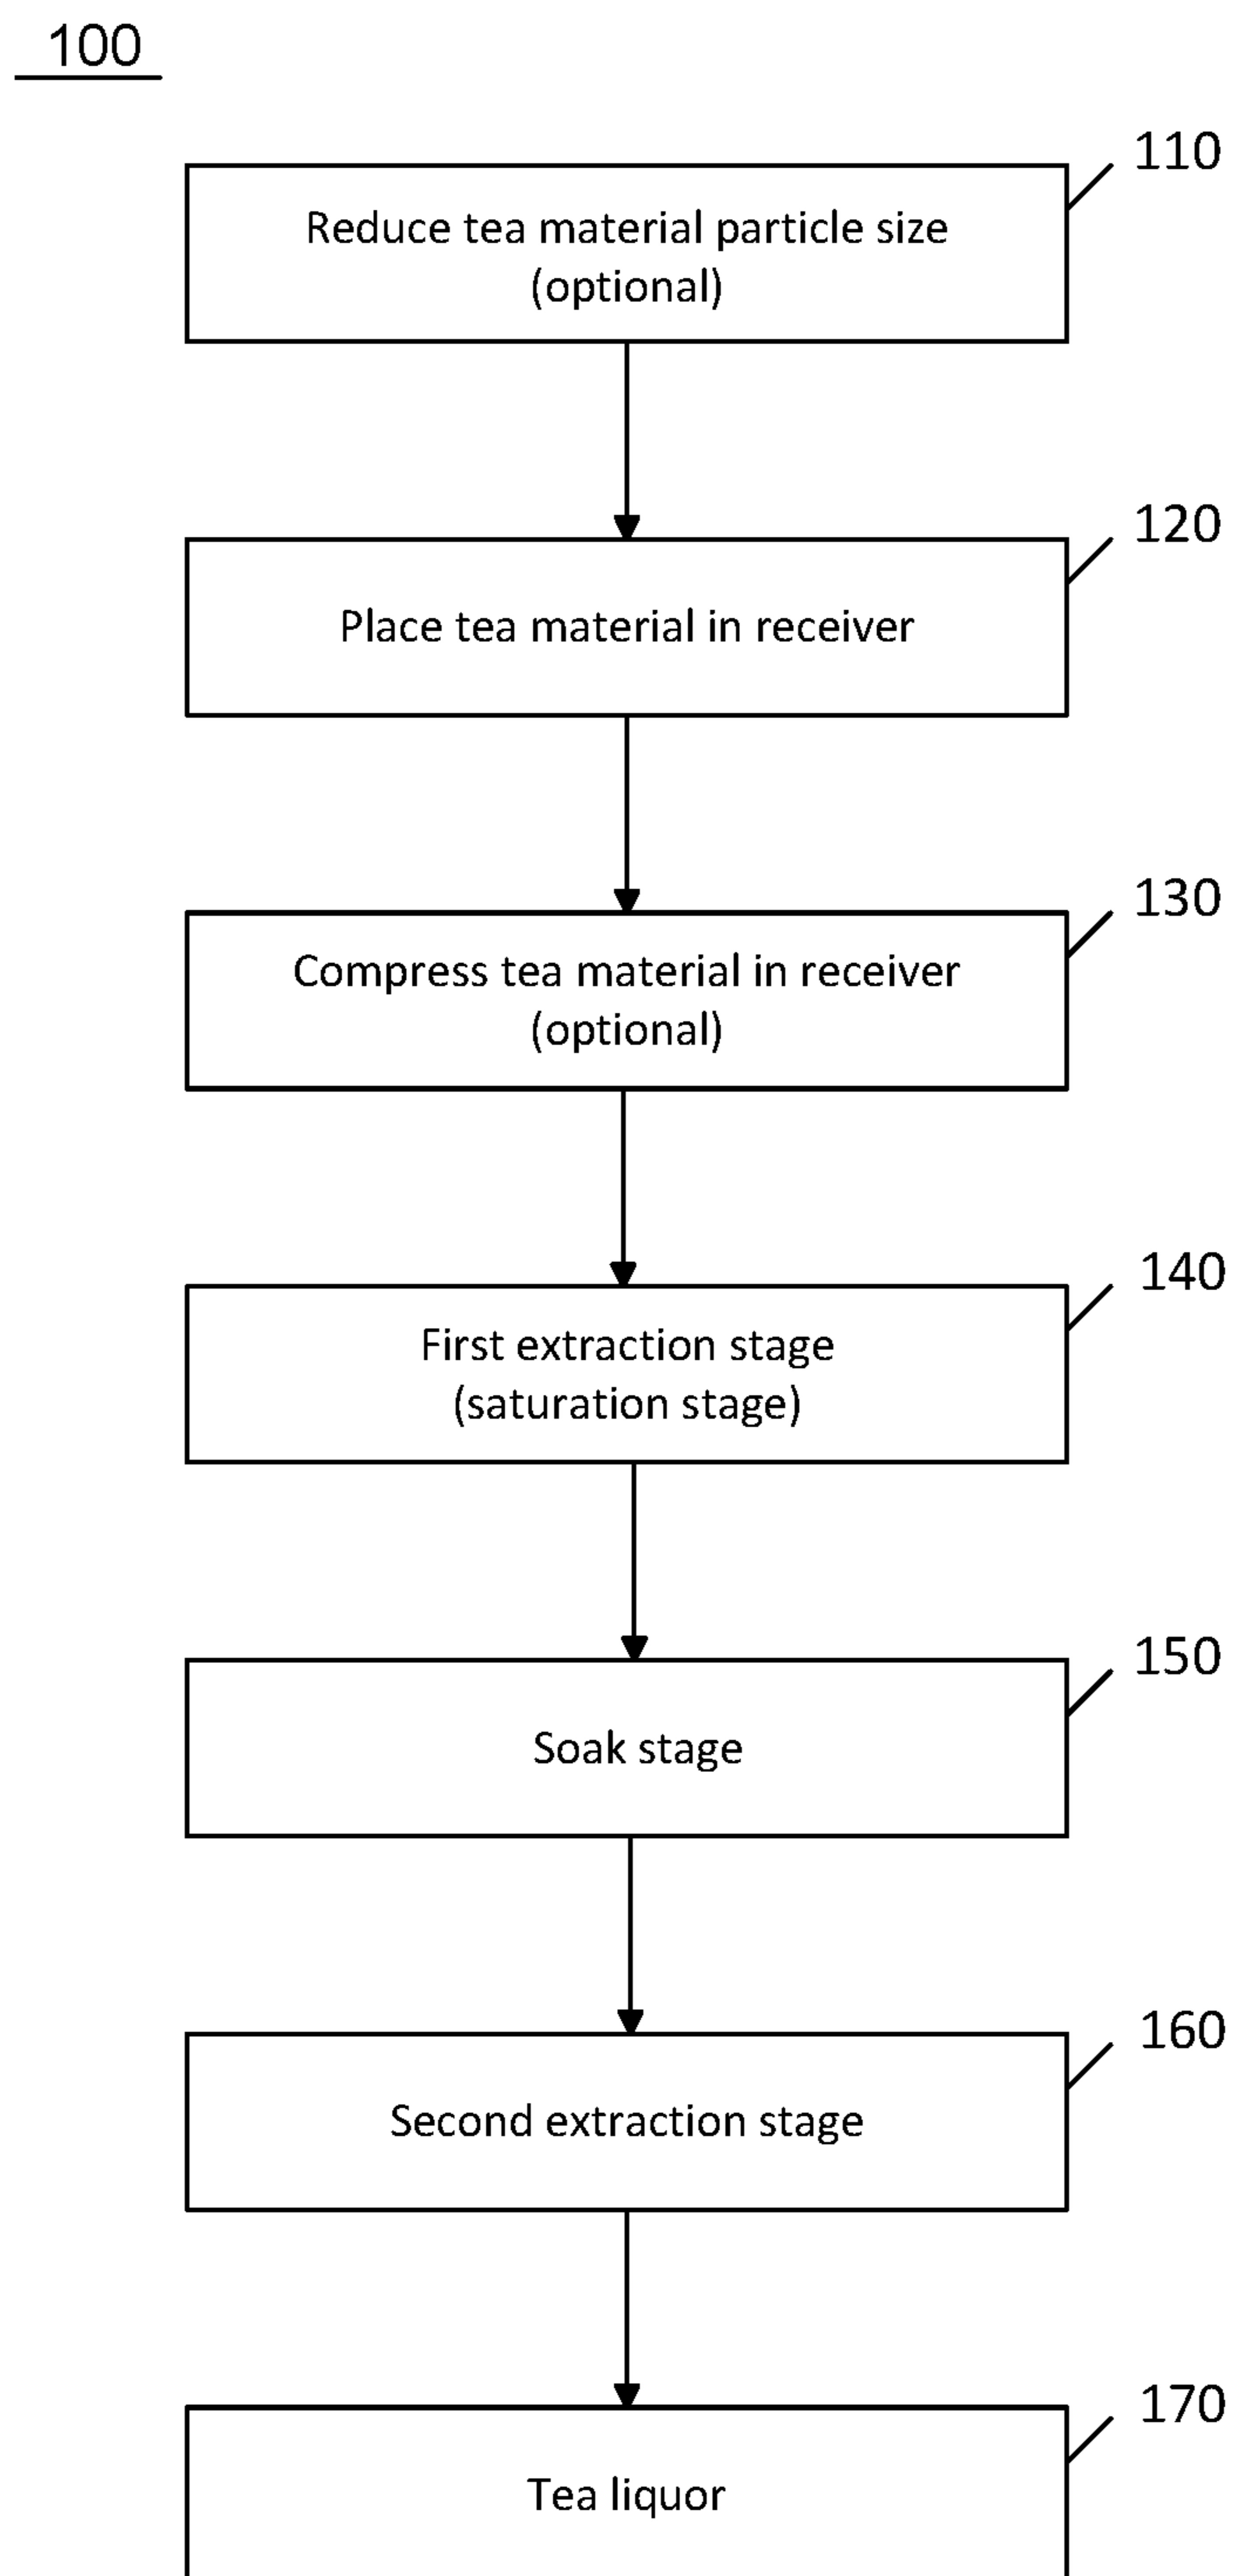 100
110
Reduce tea material particle size
(optional)
120
Place tea material in receiver
130
Compress tea material in receiver
(optional)
140
First extraction stage
(saturation stage)
150
Soak stage
160
Second extraction stage
170
Tea liquor